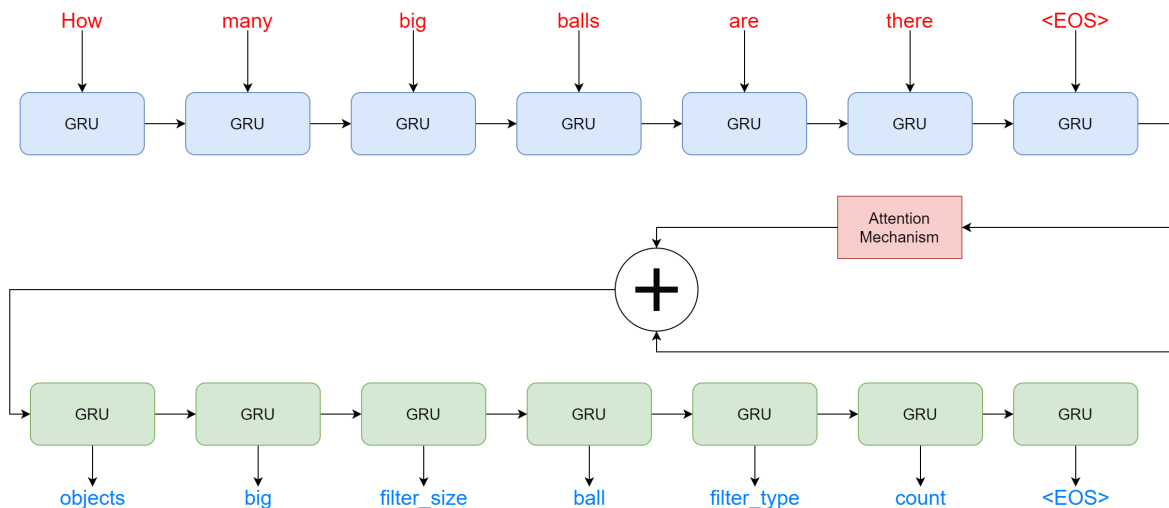 How many big balls are there <EOS>
GRU GRU GRU GRU GRU GRU GRU
Attention
Mechanism
+
GRU GRU GRU GRU GRU GRU GRU
objects big filter_size ball filter_type count <EOS>